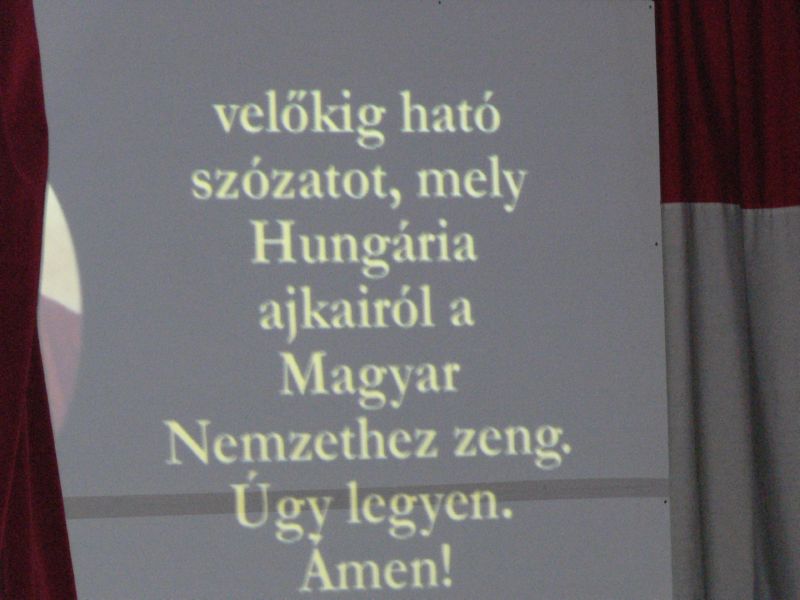 velőkig ható
szózatot, mely
Hungária
ajkairól a
Magyar
Nemzethez zeng.
Úgy legyen.
Ámen!